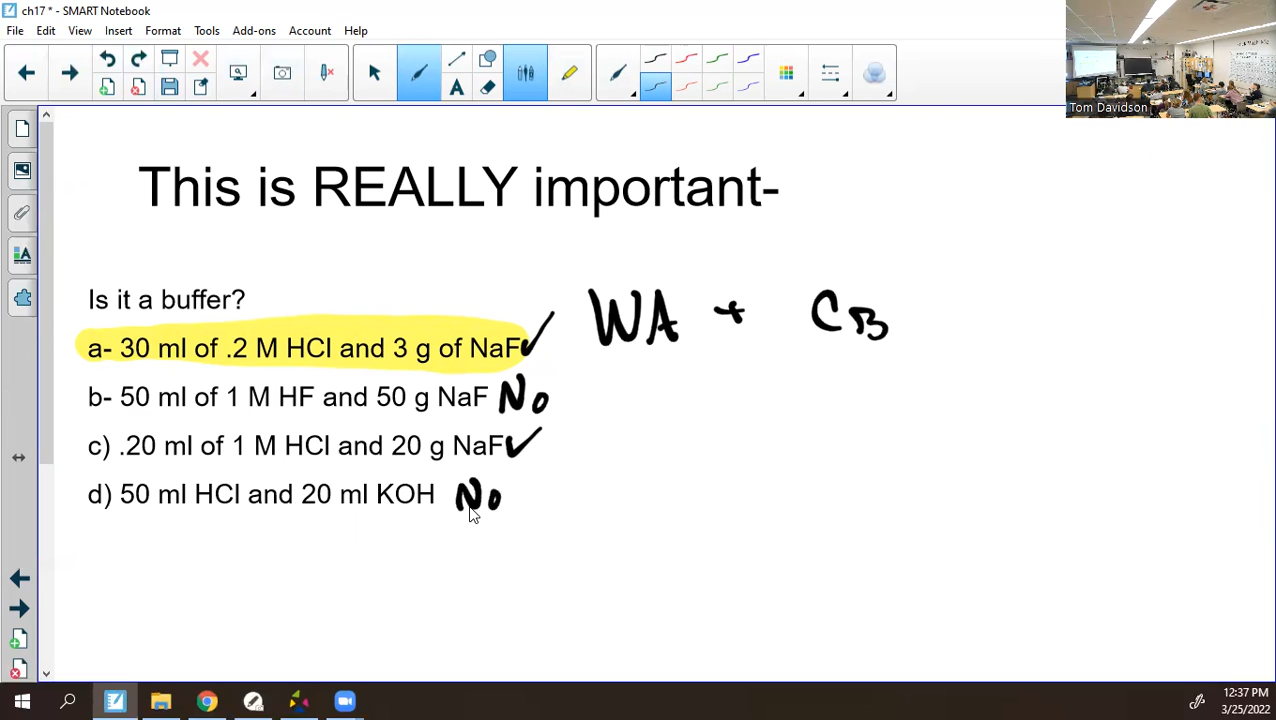 ch17 * - SMART Notebook
File Edit View Insert Format Tools Add-ons Account Help
A
Tom Davidson
This is REALLY important-
Is it a buffer?
WA + CB
a- 30 ml of .2 M HCl and 3 g of NaF ✓
b- 50 ml of 1 M HF and 50 g NaF No
c) .20 ml of 1 M HCl and 20 g NaF ✓
d) 50 ml HCl and 20 ml KOH No
12:37 PM
3/25/2022